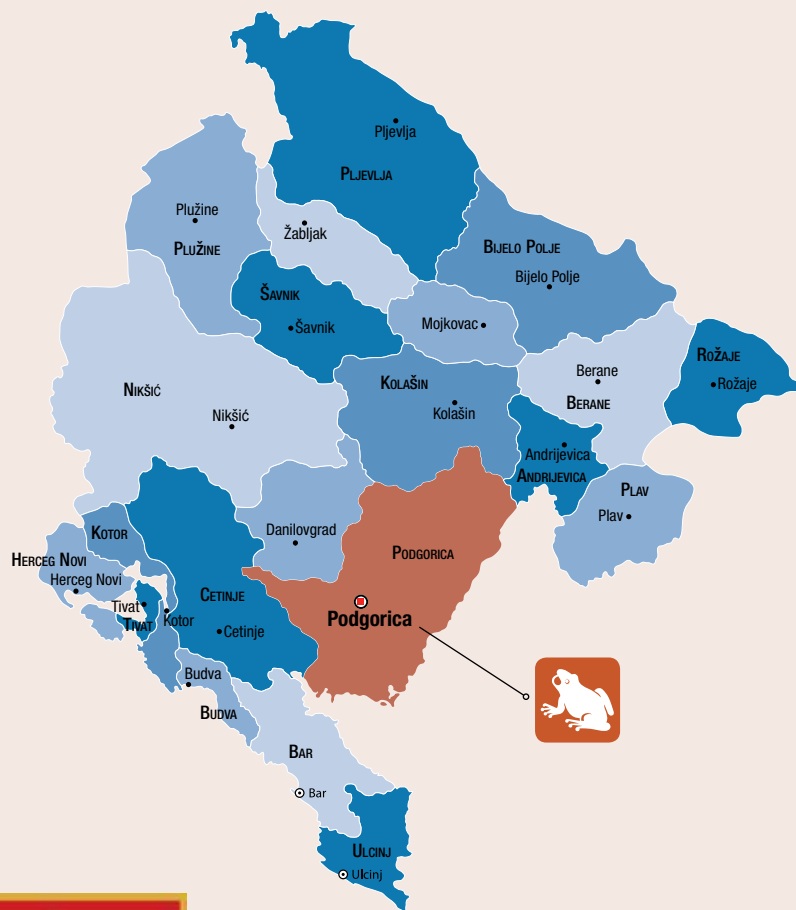 Pljevlja
PLJEVLJA
Plužine
PLUŽINE
Žabljak
BIJELO POLJE
Bijelo Polje
ŠAVNIK
Šavnik
Mojkovac
ROŽAJE
Rožaje
Berane
BERANE
KOLAŠIN
Kolašin
NIKŠIĆ
Nikšić
Andrijevica
ANDRIJEVICA
PLAV
Plav
KOTOR
Danilovgrad
PODGORICA
HERCEG NOVI
Herceg Novi
CETINJE
Tivat
TIVAT
Kotor
Cetinje
Podgorica
Budva
BUDVA
BAR
Bar
ULCINJ
Ulcinj